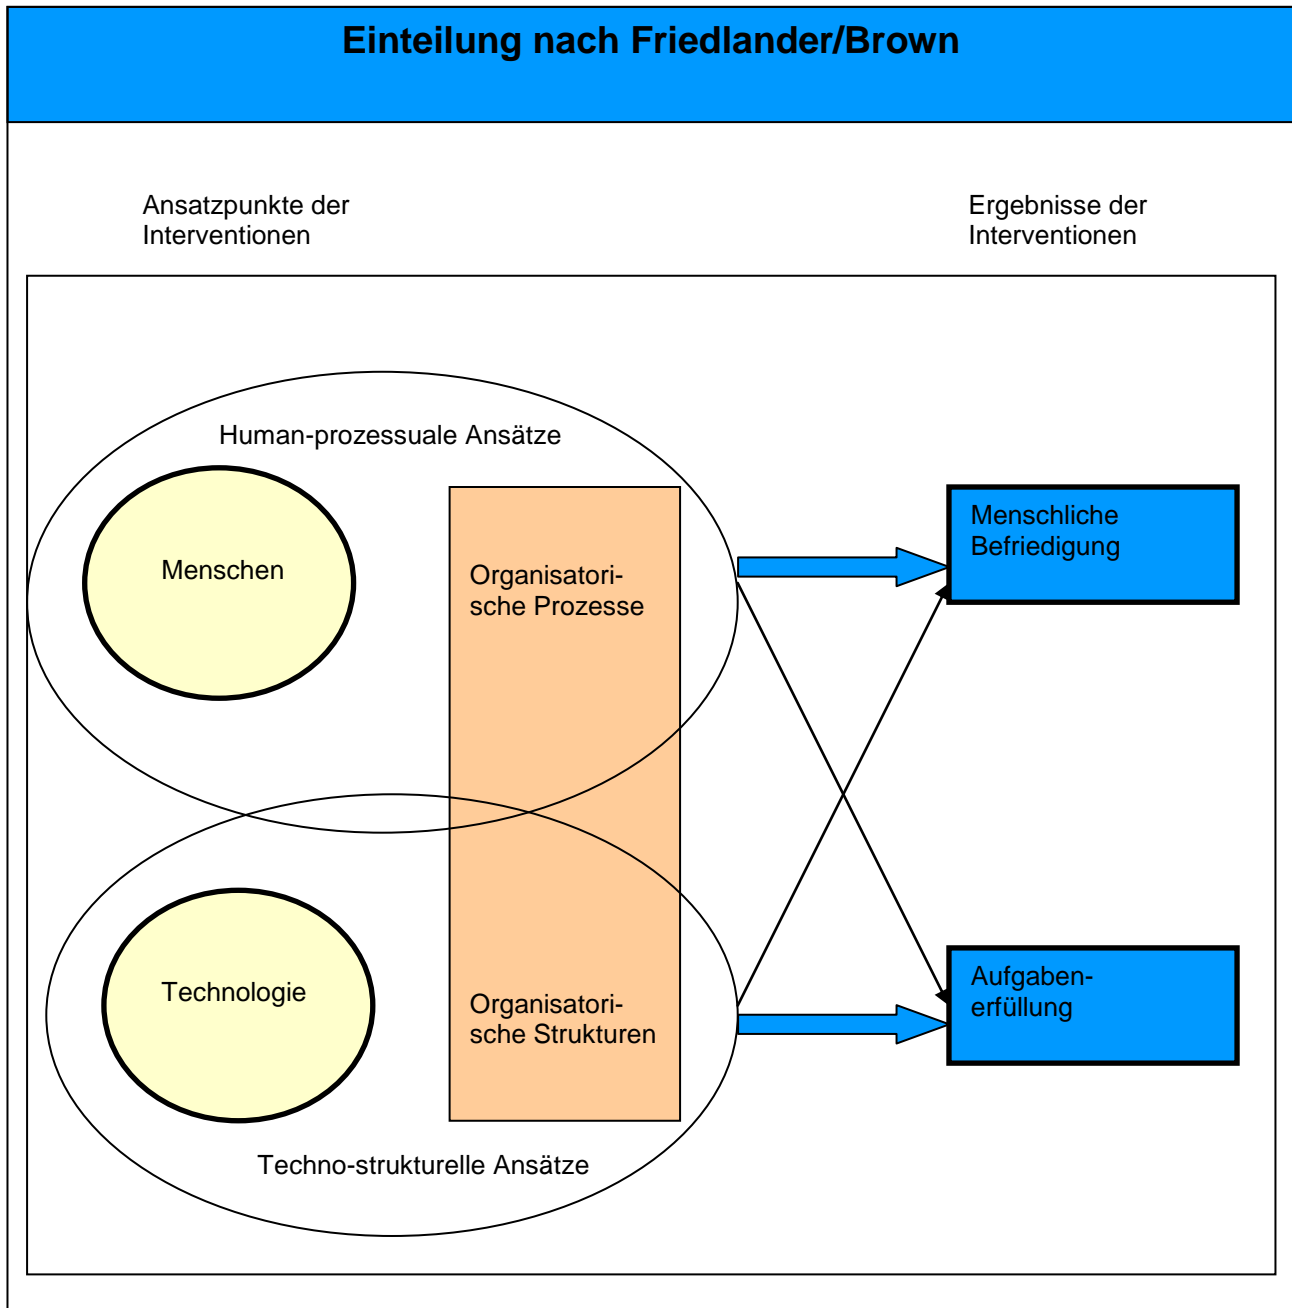 Einteilung nach Friedlander/Brown
Ansatzpunkte der
Interventionen
Ergebnisse der
Interventionen
Human-prozessuale Ansätze
Menschen
Organisatori-
sche Prozesse
Menschliche
Befriedigung
Technologie
Organisatori-
sche Strukturen
Aufgaben-
erfüllung
Techno-strukturelle Ansätze